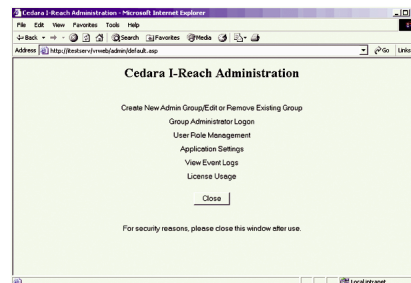 Cedara I-Reach Administration - Microsoft Internet Explorer
File Edit View Favorites Tools Help
Back Search Favorites Media
Address http://itestserv/vrweb/admin/default.asp Go Links
Cedara I-Reach Administration
Create New Admin Group/Edit or Remove Existing Group
Group Administrator Logon
User Role Management
Application Settings
View Event Logs
License Usage
Close
For security reasons, please close this window after use.
Local intranet